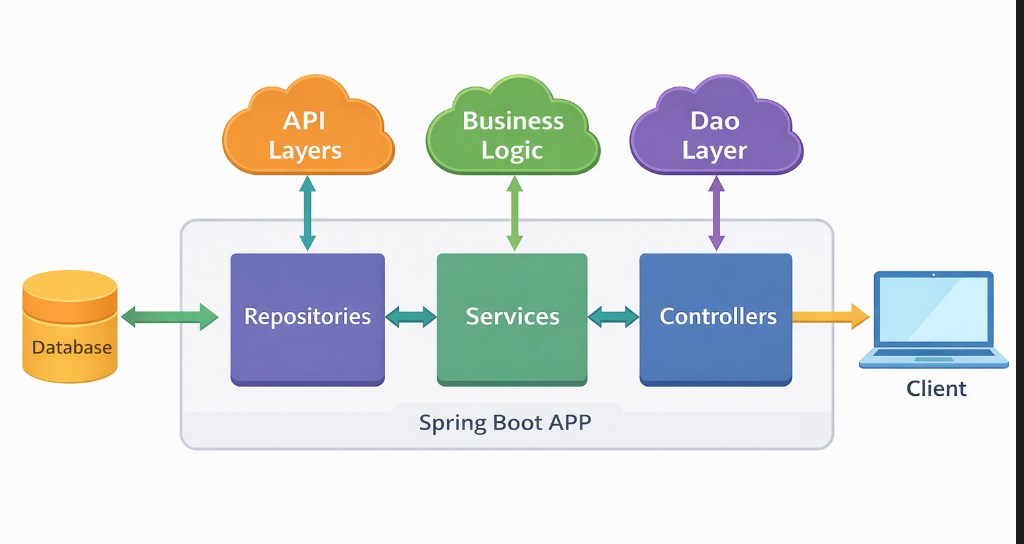 API
Layers
Business
Logic
Dao
Layer
Database
Repositories
Services
Controllers
Client
Spring Boot APP